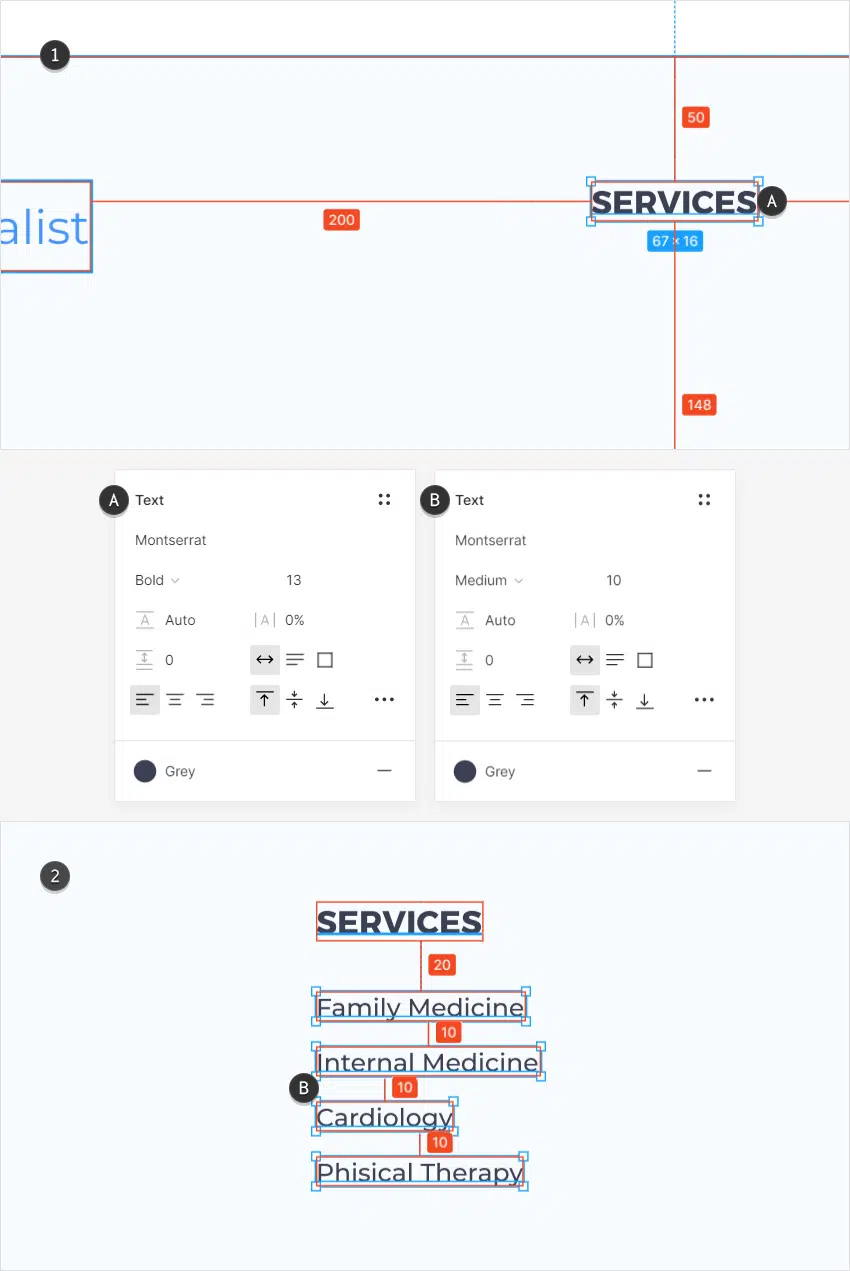 1
50
alist
200
SERVICES
A
67 × 16
148
A Text
Montserrat
Bold 13
A Auto |A| 0%
0
Grey
B Text
Montserrat
Medium 10
A Auto |A| 0%
0
Grey
2
SERVICES
20
Family Medicine
10
Internal Medicine
B
10
Cardiology
10
Phisical Therapy